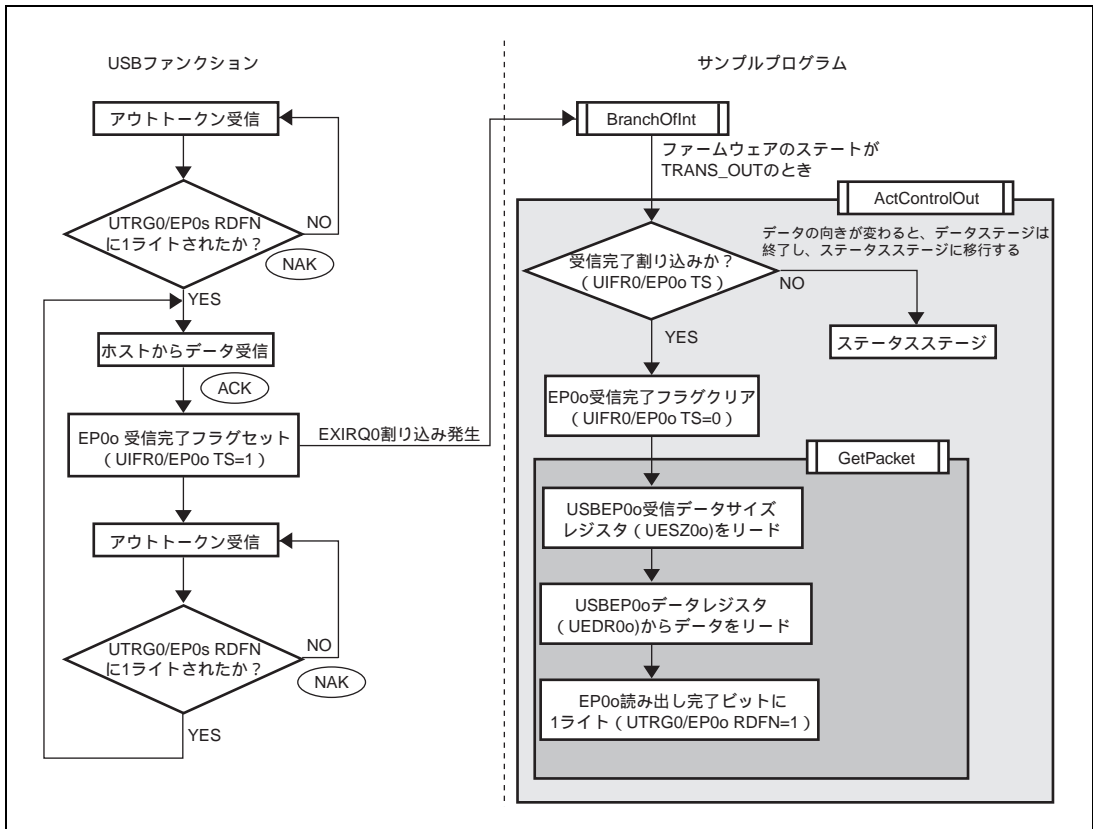 USBファンクション
アウトトークン受信
UTRG0/EP0s RDFN
に1ライトされたか？
NO
NAK
YES
ホストからデータ受信
ACK
EP0o 受信完了フラグセット
（UIFR0/EP0o TS=1）
EXIRQ0割り込み発生
アウトトークン受信
UTRG0/EP0s RDFN
に1ライトされたか？
NO
NAK
YES
サンプルプログラム
BranchOfInt
ファームウェアのステートが
TRANS_OUTのとき
ActControlOut
データの向きが変わると、データステージは
終了し、ステータスステージに移行する
受信完了割り込みか？
（UIFR0/EP0o TS）
NO
ステータスステージ
YES
EP0o受信完了フラグクリア
（UIFR0/EP0o TS=0）
GetPacket
USBEP0o受信データサイズ
レジスタ（UESZ0o)をリード
USBEP0oデータレジスタ
（UEDR0o)からデータをリード
EP0o読み出し完了ビットに
1ライト（UTRG0/EP0o RDFN=1）